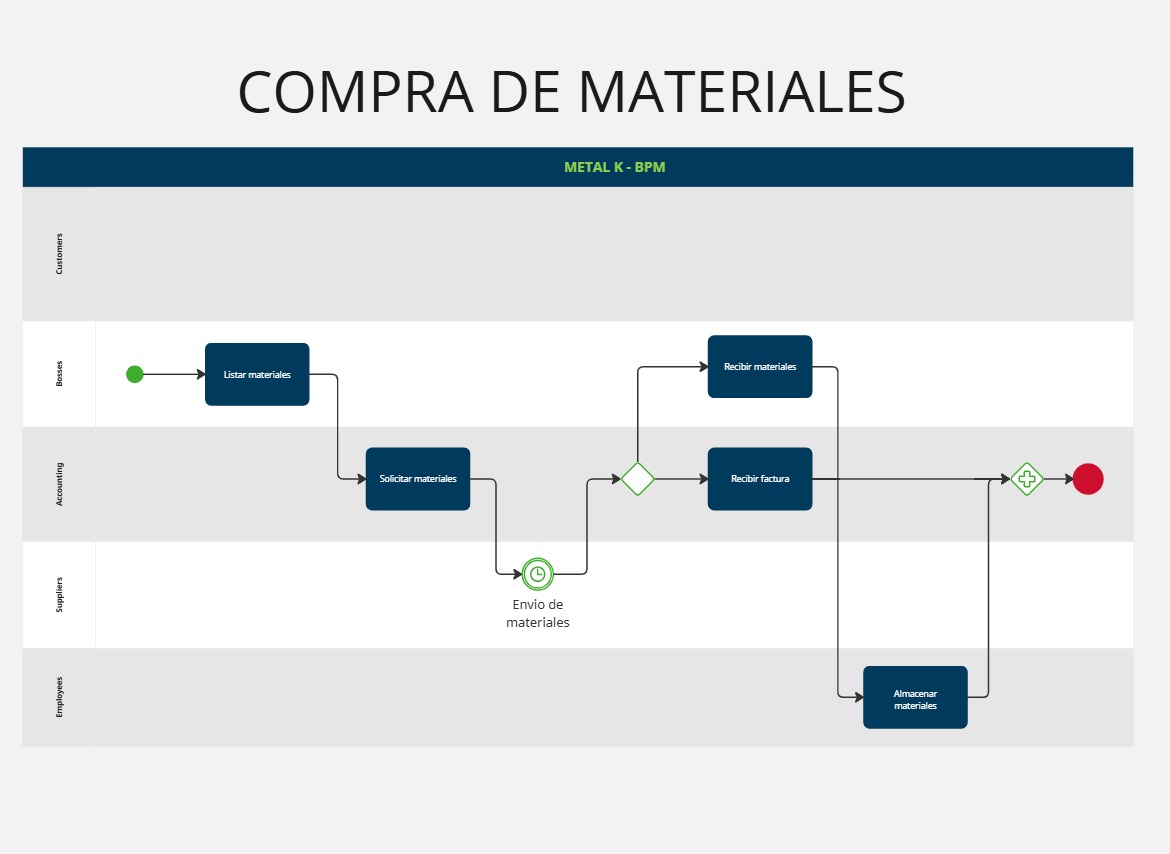 COMPRA DE MATERIALES
METAL K - BPM
Customers
Bosses
Listar materiales
Recibir materiales
Accounting
Solicitar materiales
Recibir factura
Suppliers
Envio de
materiales
Employees
Almacenar
materiales